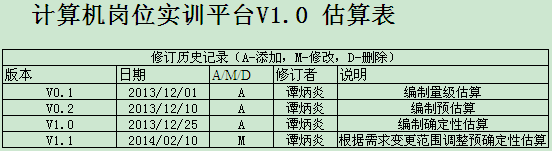 计算机岗位实训平台V1.0 估算表
修订历史记录（A-添加，M-修改，D-删除）
版本 日期 A/M/D 修订者 说明
V0.1 2013/12/01 A 谭炳炎 编制量级估算
V0.2 2013/12/10 A 谭炳炎 编制预估算
V1.0 2013/12/25 A 谭炳炎 编制确定性估算
V1.1 2014/02/10 M 谭炳炎 根据需求变更范围调整预确定性估算